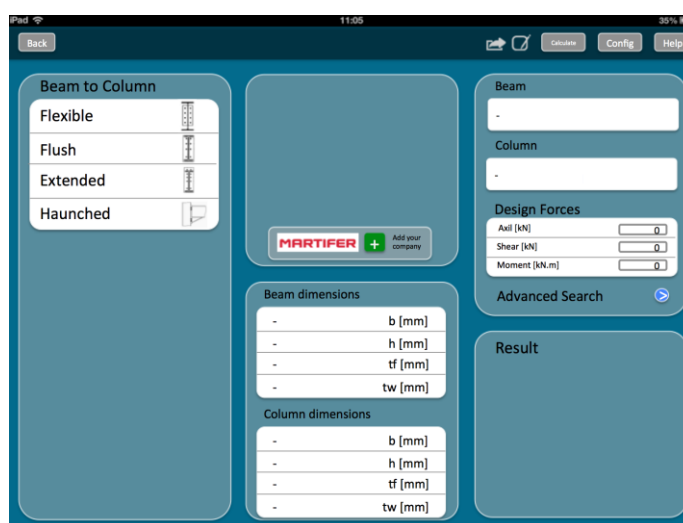 iPad 11:05 35%
Back Calculate Config Help
Beam to Column
Flexible
Flush
Extended
Haunched
MARTIFER + Add your
company
Beam dimensions
- b [mm]
- h [mm]
- tf [mm]
- tw [mm]
Column dimensions
- b [mm]
- h [mm]
- tf [mm]
- tw [mm]
Beam
-
Column
-
Design Forces
Axil [kN] 0
Shear [kN] 0
Moment [kN.m] 0
Advanced Search >
Result